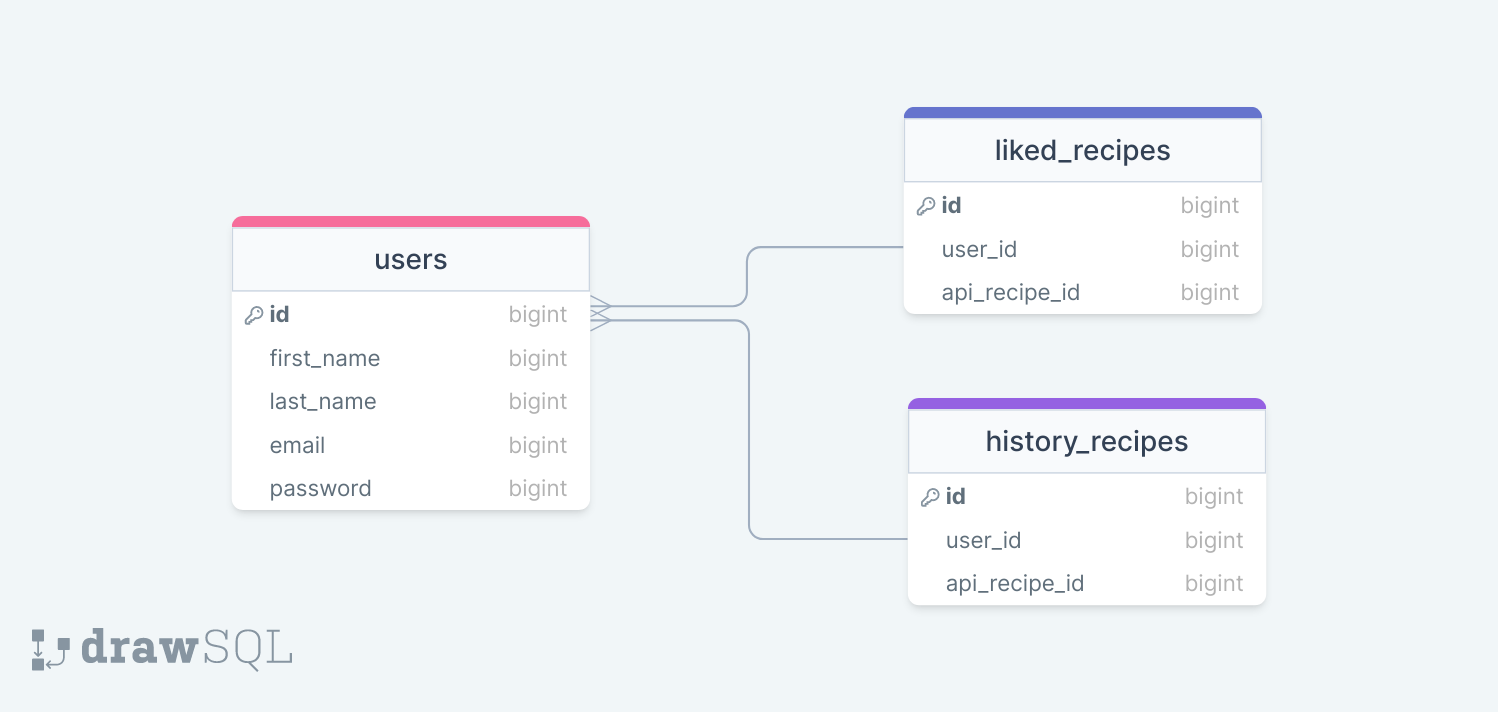 users
id bigint
first_name bigint
last_name bigint
email bigint
password bigint
liked_recipes
id bigint
user_id bigint
api_recipe_id bigint
history_recipes
id bigint
user_id bigint
api_recipe_id bigint
drawSQL